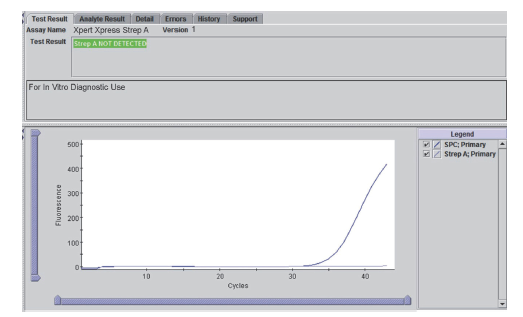 Test Result Analyte Result Detail Errors History Support
Assay Name Xpert Xpress Strep A Version 1
Test Result Strep A NOT DETECTED
For In Vitro Diagnostic Use
Legend
SPC; Primary
Strep A; Primary
500
400
300
200
100
0
Fluorescence
10 20 30 40
Cycles